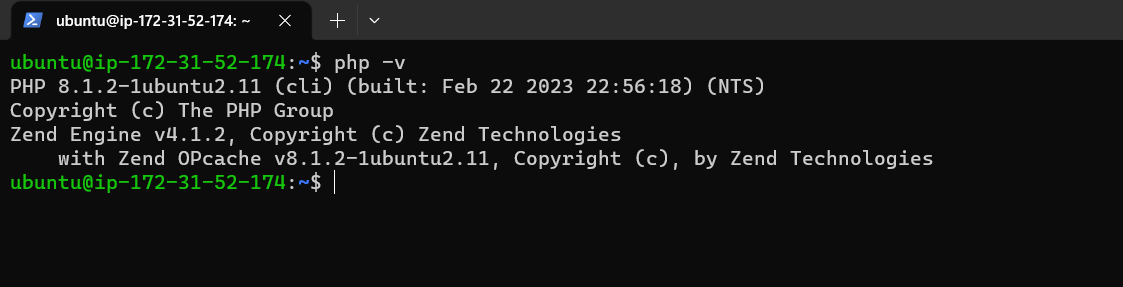 ubuntu@ip-172-31-52-174: ~
ubuntu@ip-172-31-52-174:~$ php -v
PHP 8.1.2-1ubuntu2.11 (cli) (built: Feb 22 2023 22:56:18) (NTS)
Copyright (c) The PHP Group
Zend Engine v4.1.2, Copyright (c) Zend Technologies
    with Zend OPcache v8.1.2-1ubuntu2.11, Copyright (c), by Zend Technologies
ubuntu@ip-172-31-52-174:~$